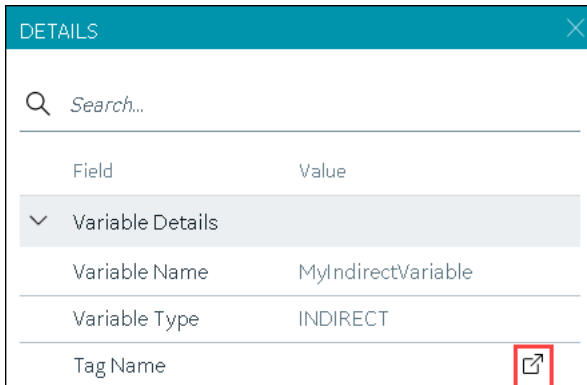 DETAILS
Search...
Field Value
Variable Details
Variable Name MyIndirectVariable
Variable Type INDIRECT
Tag Name